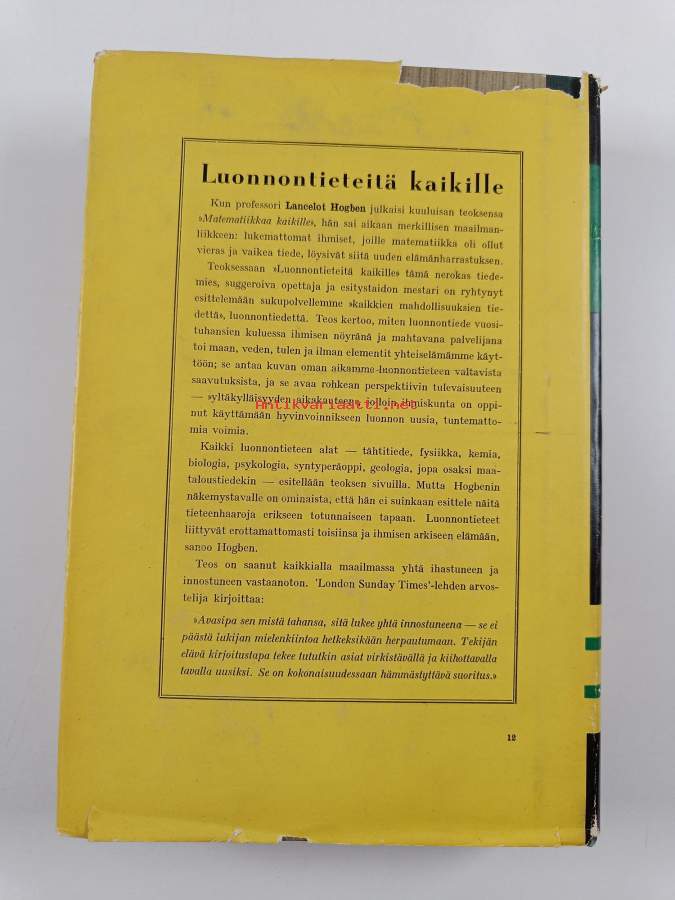 Luonnontieteitä kaikille
Kun professori Lancelot Hogben julkaisi kuuluisan teoksensa
»Matematiikkaa kaikille», hän sai aikaan merkillisen maailman-
liikkeen: lukemattomat ihmiset, joille matematiikka oli ollut
vieras ja vaikea tiede, löysivät siitä uuden elämänharrastuksen.
Teoksessaan »Luonnontieteitä kaikille» tämä nerokas tiede-
mies, suggeroiva opettaja ja esitystaidon mestari on ryhtynyt
esittelemään sukupolvellemme »kaikkien mahdollisuuksien tie-
dettä», luonnontiedettä. Teos kertoo, miten luonnontiede vuosi-
tuhansien kuluessa ihmisen nöyränä ja mahtavana palvelijana
toi maan, veden, tulen ja ilman elementit yhteiselämämme käyt-
töön; se antaa kuvan oman aikamme luonnontieteen valtavista
saavutuksista, ja se avaa rohkean perspektiivin tulevaisuuteen
— »yltäkylläisyyden aikakauteen», jolloin ihmiskunta on oppi-
Antikvariaatti.net
nut käyttämään hyvinvoinnikseen luonnon uusia, tuntematto-
mia voimia.
Kaikki luonnontieteen alat — tähtitiede, fysiikka, kemia,
biologia, psykologia, syntyperäoppi, geologia, jopa osaksi maa-
taloustiedekin — esitellään teoksen sivuilla. Mutta Hogbenin
näkemystavalle on ominaista, että hän ei suinkaan esittele näitä
tieteenhaaroja erikseen totunnaiseen tapaan. Luonnontieteet
liittyvät erottamattomasti toisiinsa ja ihmisen arkiseen elämään,
sanoo Hogben.
Teos on saanut kaikkialla maailmassa yhtä ihastuneen ja
innostuneen vastaanoton. 'London Sunday Times'-lehden arvos-
telija kirjoittaa:
»Avasipa sen mistä tahansa, sitä lukee yhtä innostuneena — se ei
päästä lukijan mielenkiintoa hetkeksikään herpautumaan. Tekijän
elävä kirjoitustapa tekee tututkin asiat virkistävällä ja kiihottavalla
tavalla uusiksi. Se on kokonaisuudessaan hämmästyttävä suoritus.»
12